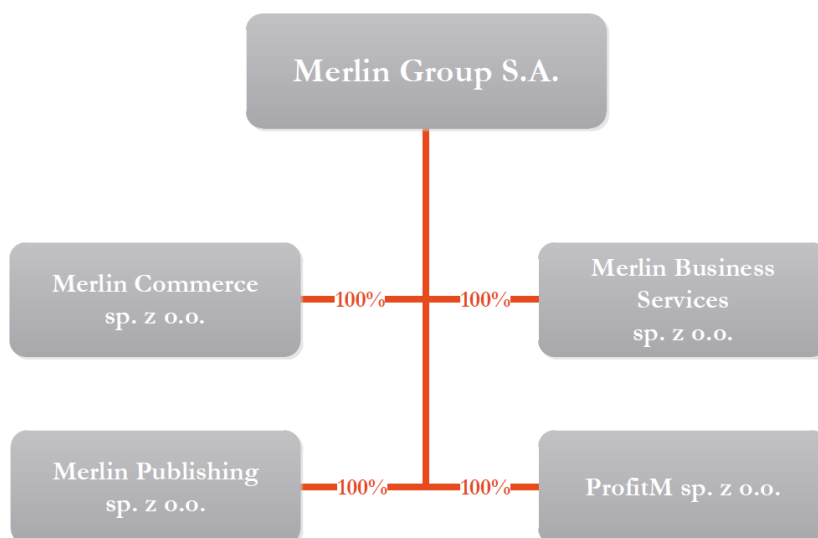 Merlin Group S.A.
Merlin Commerce
sp. z o.o.
100%
100%
Merlin Business
Services
sp. z o.o.
Merlin Publishing
sp. z o.o.
100%
100%
ProfitM sp. z o.o.